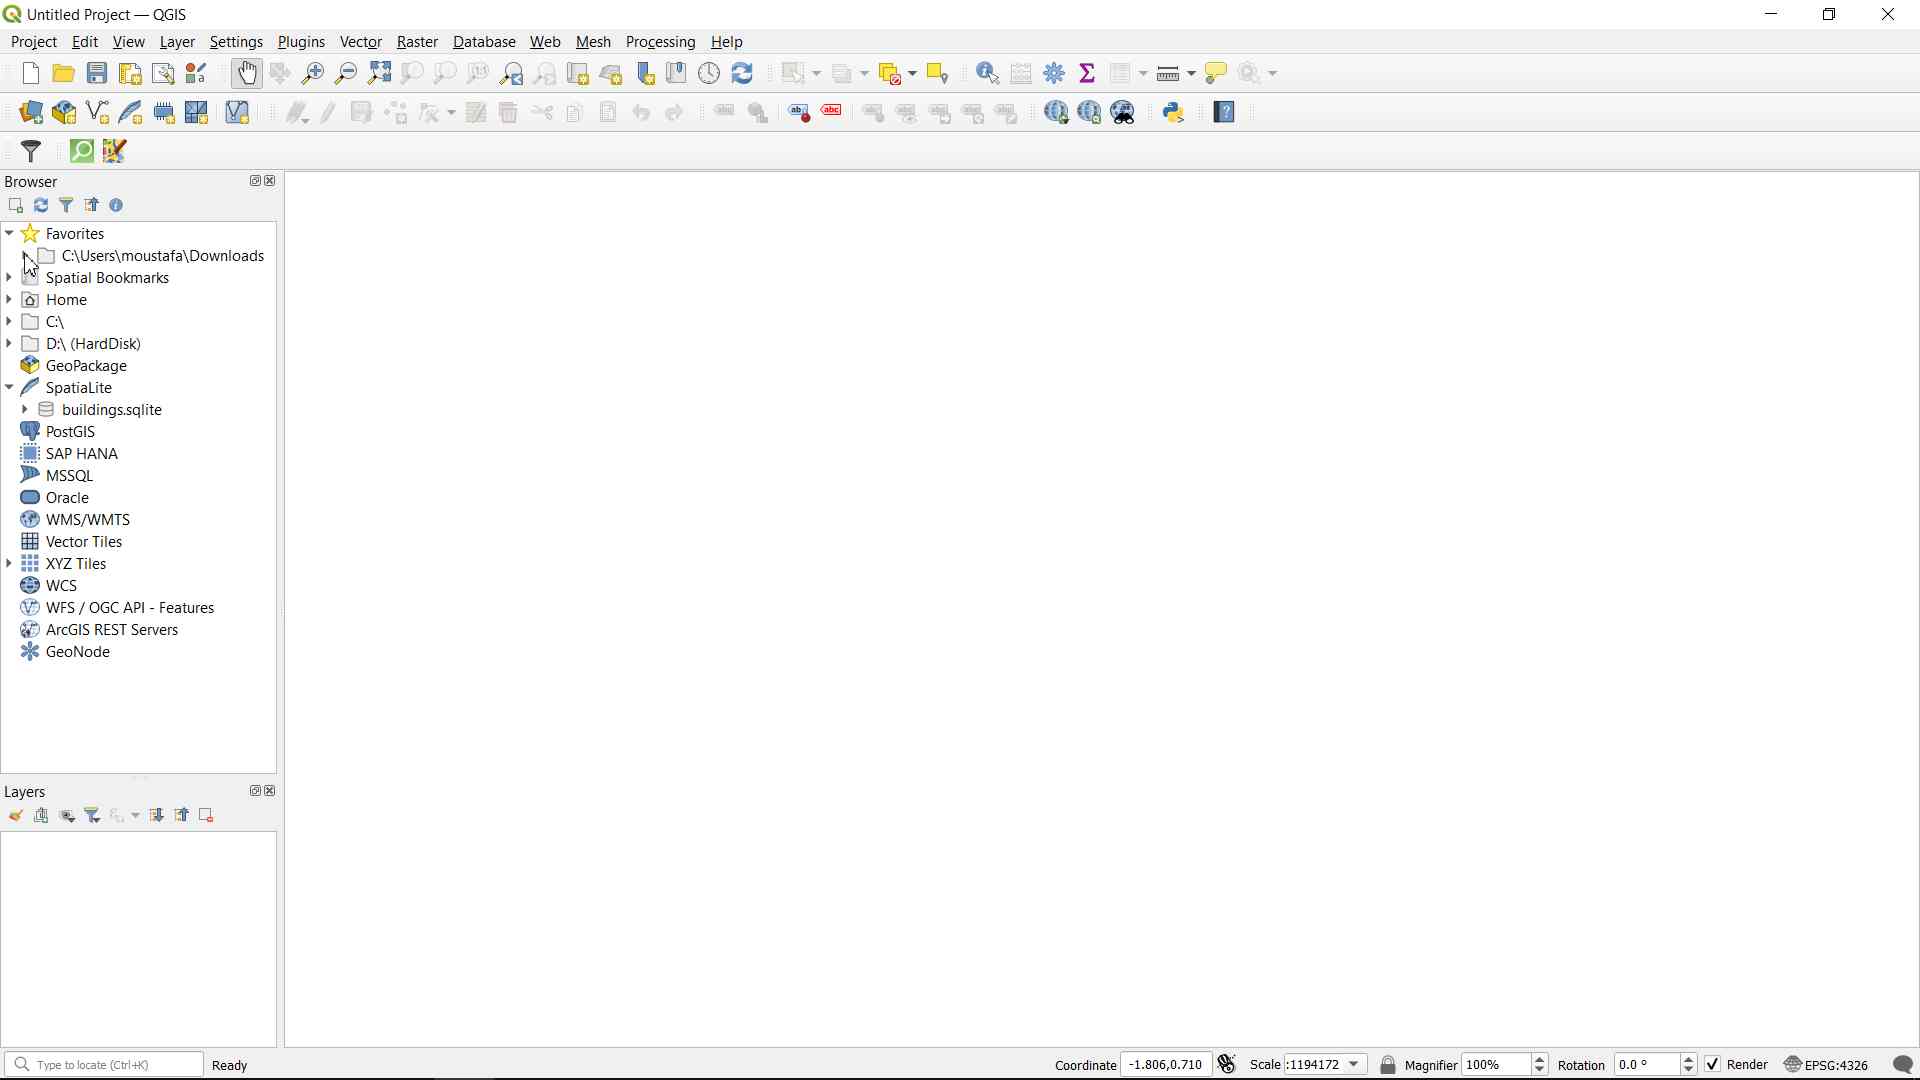 Untitled Project — QGIS
Project Edit View Layer Settings Plugins Vector Raster Database Web Mesh Processing Help
Browser
Favorites
C:\Users\moustafa\Downloads
Spatial Bookmarks
Home
C:\
D:\ (HardDisk)
GeoPackage
SpatiaLite
buildings.sqlite
PostGIS
SAP HANA
MSSQL
Oracle
WMS/WMTS
Vector Tiles
XYZ Tiles
WCS
WFS / OGC API - Features
ArcGIS REST Servers
GeoNode
Layers
Type to locate (Ctrl+K) Ready Coordinate -1.806,0.710 Scale :1194172 Magnifier 100% Rotation 0.0 ° Render EPSG:4326